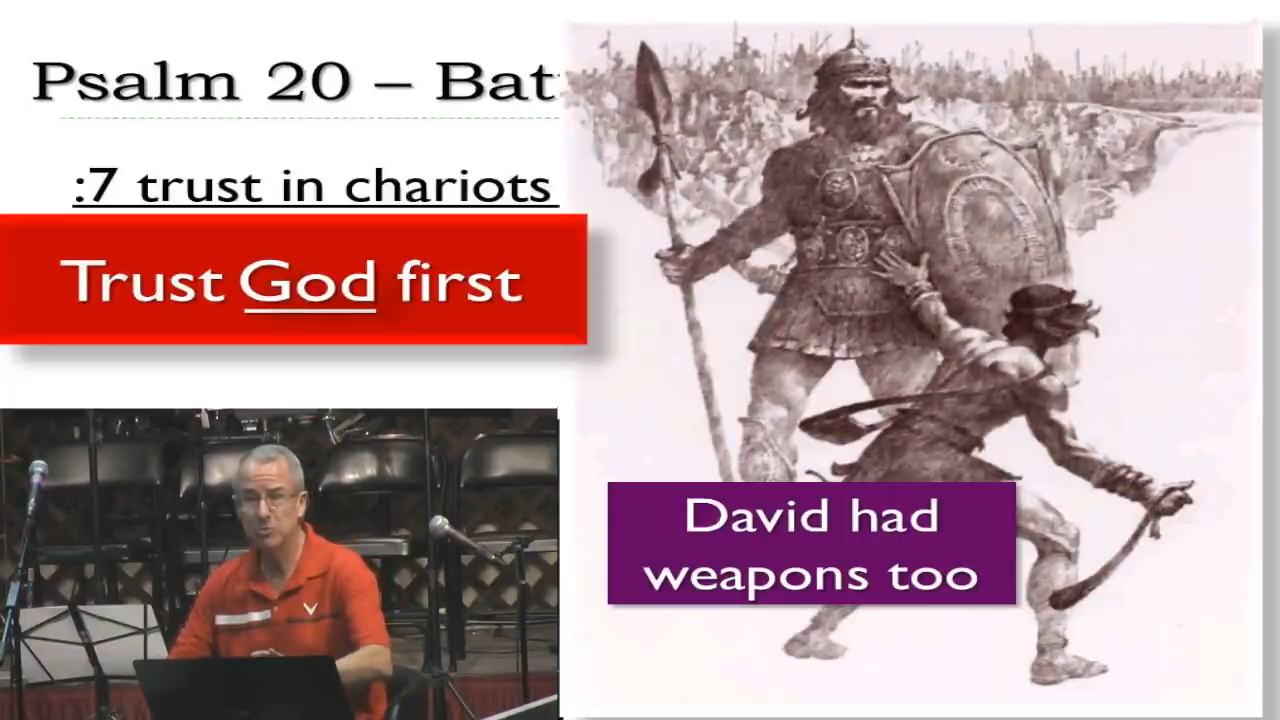 Psalm 20 – Bat
:7 trust in chariots
Trust God first
David had
weapons too